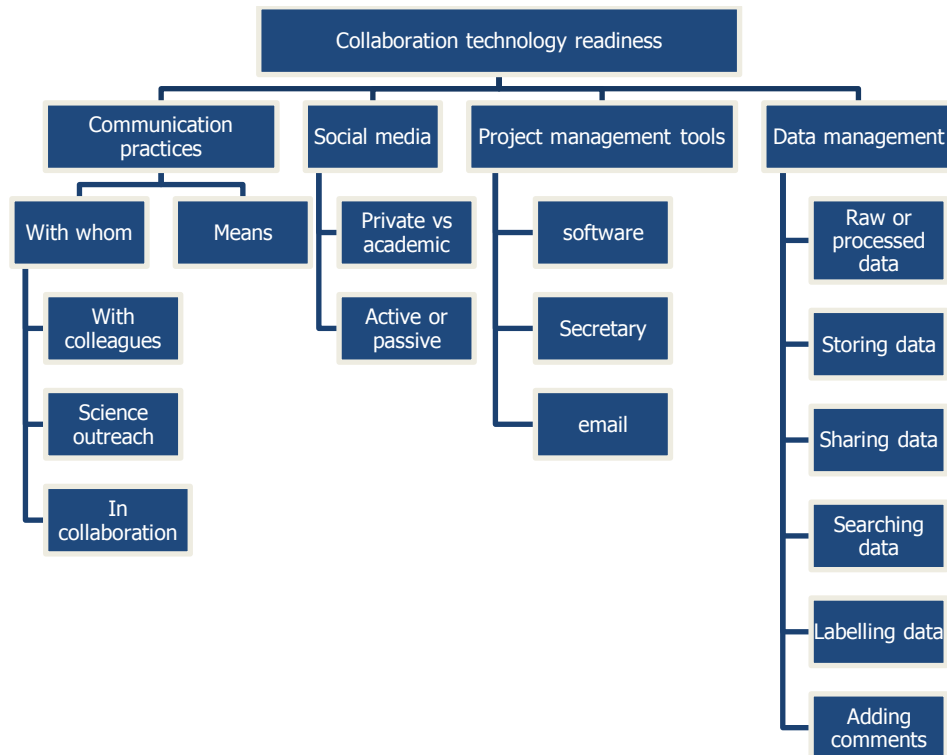 Collaboration technology readiness
Communication
practices
Social media
Project management tools
Data management
With whom
Means
Private vs
academic
software
Raw or
processed
data
With
colleagues
Active or
passive
Secretary
Storing data
Science
outreach
email
Sharing data
In
collaboration
Searching
data
Labelling data
Adding
comments